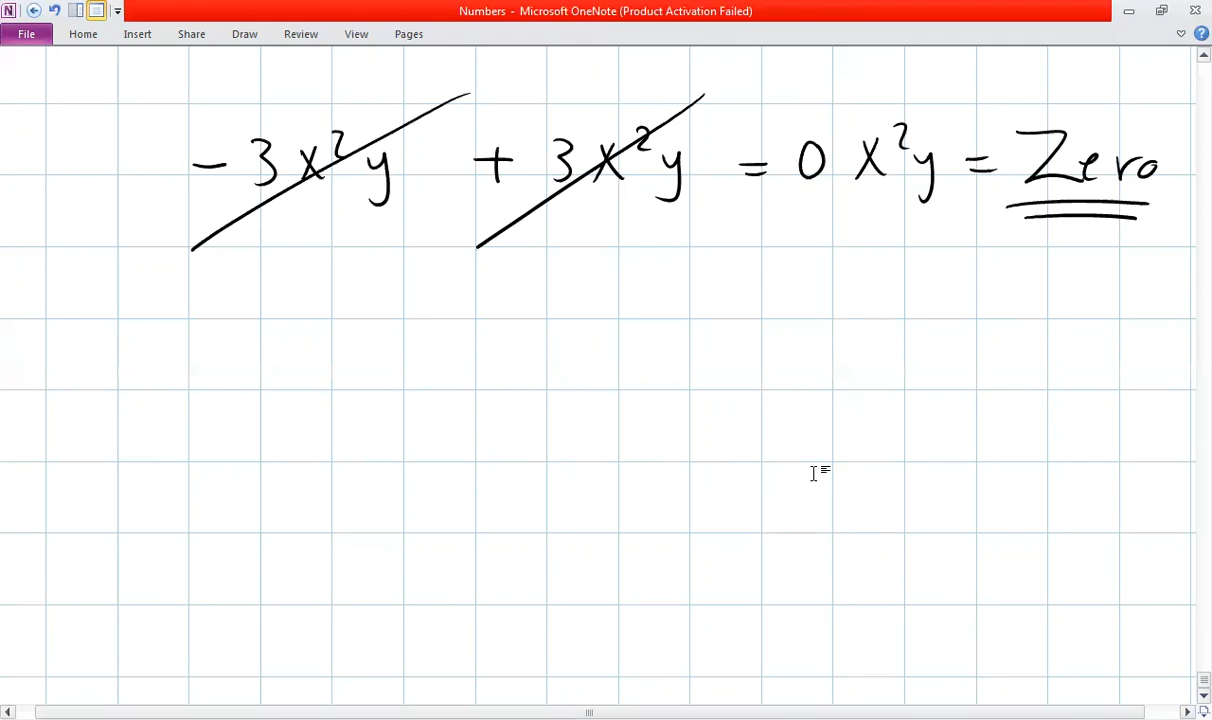 Numbers - Microsoft OneNote (Product Activation Failed)
File Home Insert Share Draw Review View Pages
- 3x²y + 3x²y = 0x²y = Zero